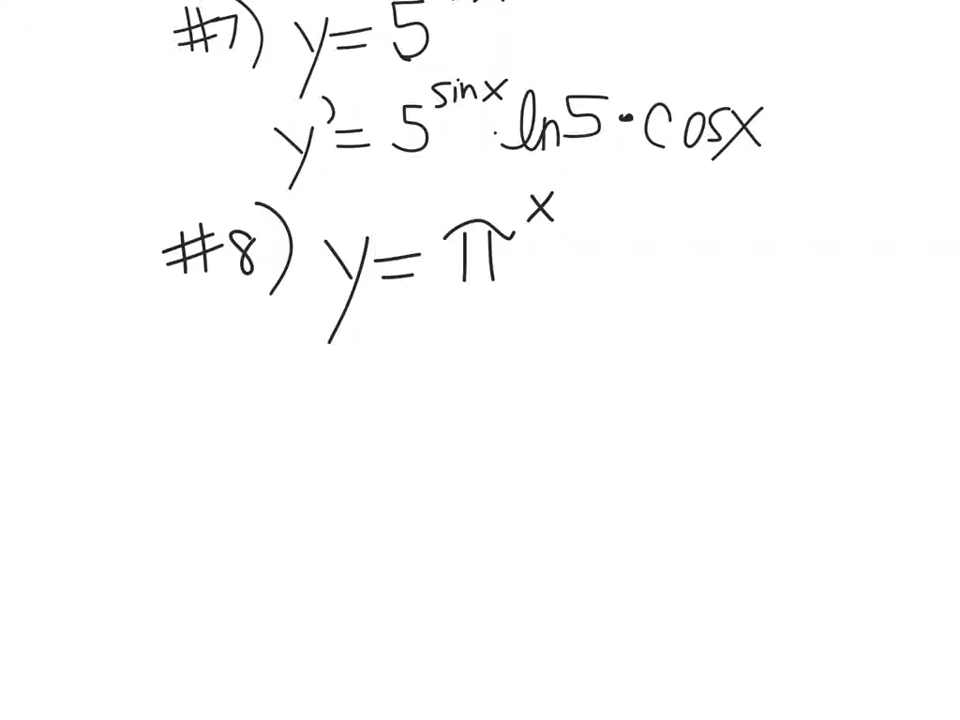 #7) y = 5
y' = 5^sinx · ln5 · cosx
#8) y = π^x